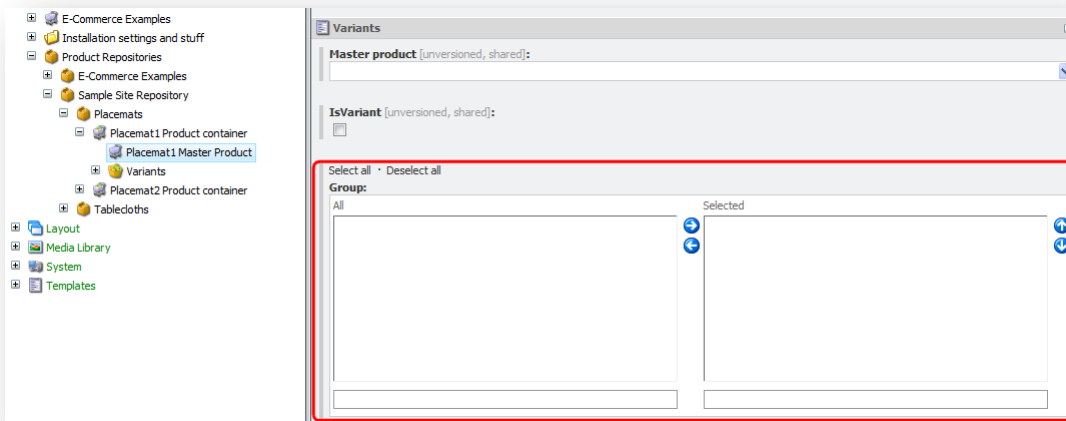 E-Commerce Examples
Installation settings and stuff
Product Repositories
E-Commerce Examples
Sample Site Repository
Placemats
Placemat1 Product container
Placemat1 Master Product
Variants
Placemat2 Product container
Tablecloths
Layout
Media Library
System
Templates
Variants
Master product [unversioned, shared]:
IsVariant [unversioned, shared]:
Select all · Deselect all
Group:
All
Selected